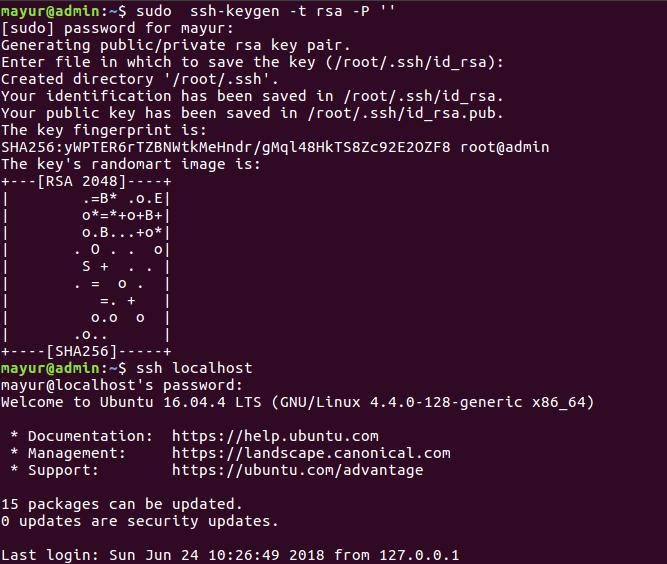 mayur@admin:~$ sudo  ssh-keygen -t rsa -P ''
[sudo] password for mayur:
Generating public/private rsa key pair.
Enter file in which to save the key (/root/.ssh/id_rsa):
Created directory '/root/.ssh'.
Your identification has been saved in /root/.ssh/id_rsa.
Your public key has been saved in /root/.ssh/id_rsa.pub.
The key fingerprint is:
SHA256:yWPTER6rTZBNWtkMeHndr/gMql48HkTS8Zc92E2OZF8 root@admin
The key's randomart image is:
+---[RSA 2048]----+
|        .=B* .o.E|
|        o*=*+o+B+|
|        o.B...+o*|
|       . O . .  o|
|        S +  . . |
|       . =  o .  |
|          =. +   |
|         o.o  o  |
|       .o..      |
+----[SHA256]-----+
mayur@admin:~$ ssh localhost
mayur@localhost's password:
Welcome to Ubuntu 16.04.4 LTS (GNU/Linux 4.4.0-128-generic x86_64)

 * Documentation:  https://help.ubuntu.com
 * Management:     https://landscape.canonical.com
 * Support:        https://ubuntu.com/advantage

15 packages can be updated.
0 updates are security updates.

Last login: Sun Jun 24 10:26:49 2018 from 127.0.0.1